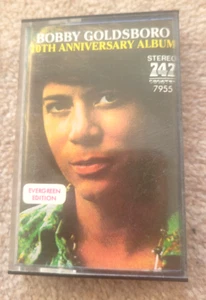 BOBBY GOLDSBORO
10TH ANNIVERSARY ALBUM
STEREO
747
7955
EVERGREEN
EDITION